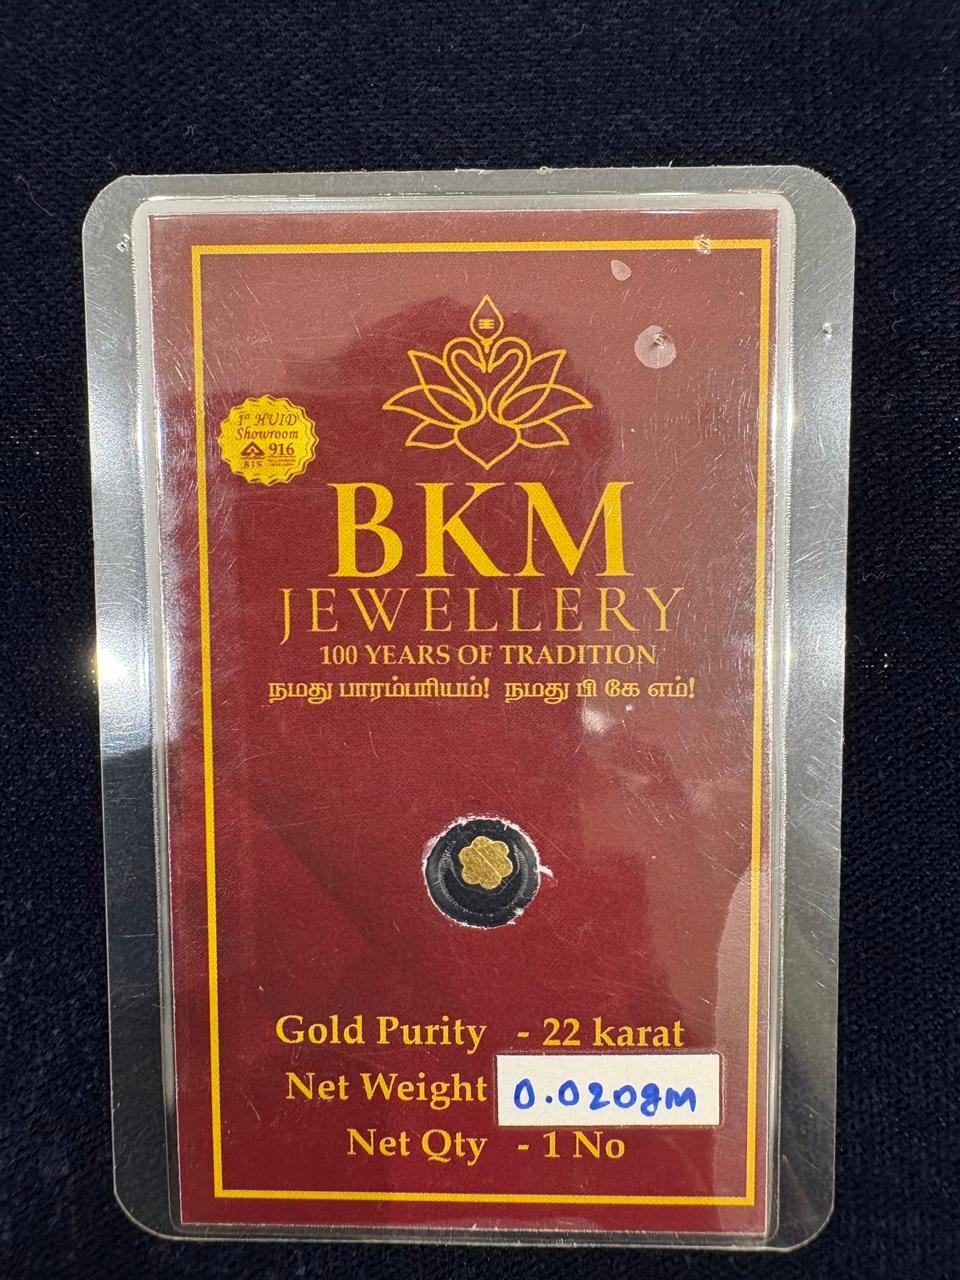 1st HUID
Showroom
BIS 916
BKM
JEWELLERY
100 YEARS OF TRADITION
நமது பாரம்பரியம்! நமது பி கே எம்!
Gold Purity - 22 karat
Net Weight 0.020gm
Net Qty - 1 No